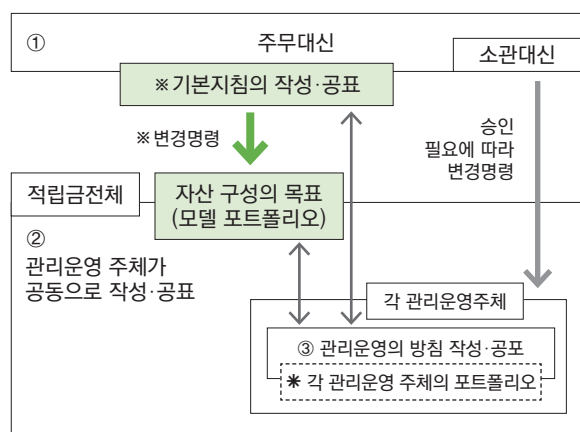 ①
주무대신
소관대신
※기본지침의 작성·공표
※변경명령
승인
필요에 따라
변경명령
적립금전체
자산 구성의 목표
(모델 포트폴리오)
②
관리운영 주체가
공동으로 작성·공표
각 관리운영주체
③ 관리운영의 방침 작성·공포
✱ 각 관리운영 주체의 포트폴리오